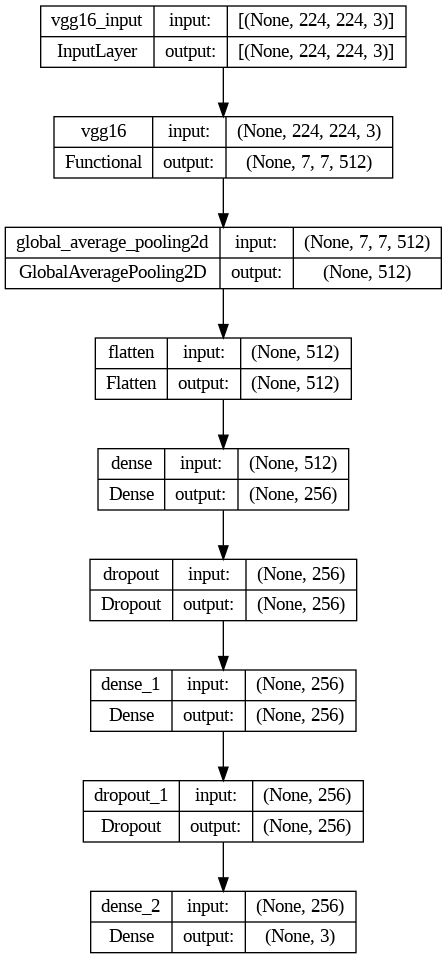 vgg16_input input: [(None, 224, 224, 3)]
InputLayer output: [(None, 224, 224, 3)]
vgg16 input: (None, 224, 224, 3)
Functional output: (None, 7, 7, 512)
global_average_pooling2d input: (None, 7, 7, 512)
GlobalAveragePooling2D output: (None, 512)
flatten input: (None, 512)
Flatten output: (None, 512)
dense input: (None, 512)
Dense output: (None, 256)
dropout input: (None, 256)
Dropout output: (None, 256)
dense_1 input: (None, 256)
Dense output: (None, 256)
dropout_1 input: (None, 256)
Dropout output: (None, 256)
dense_2 input: (None, 256)
Dense output: (None, 3)